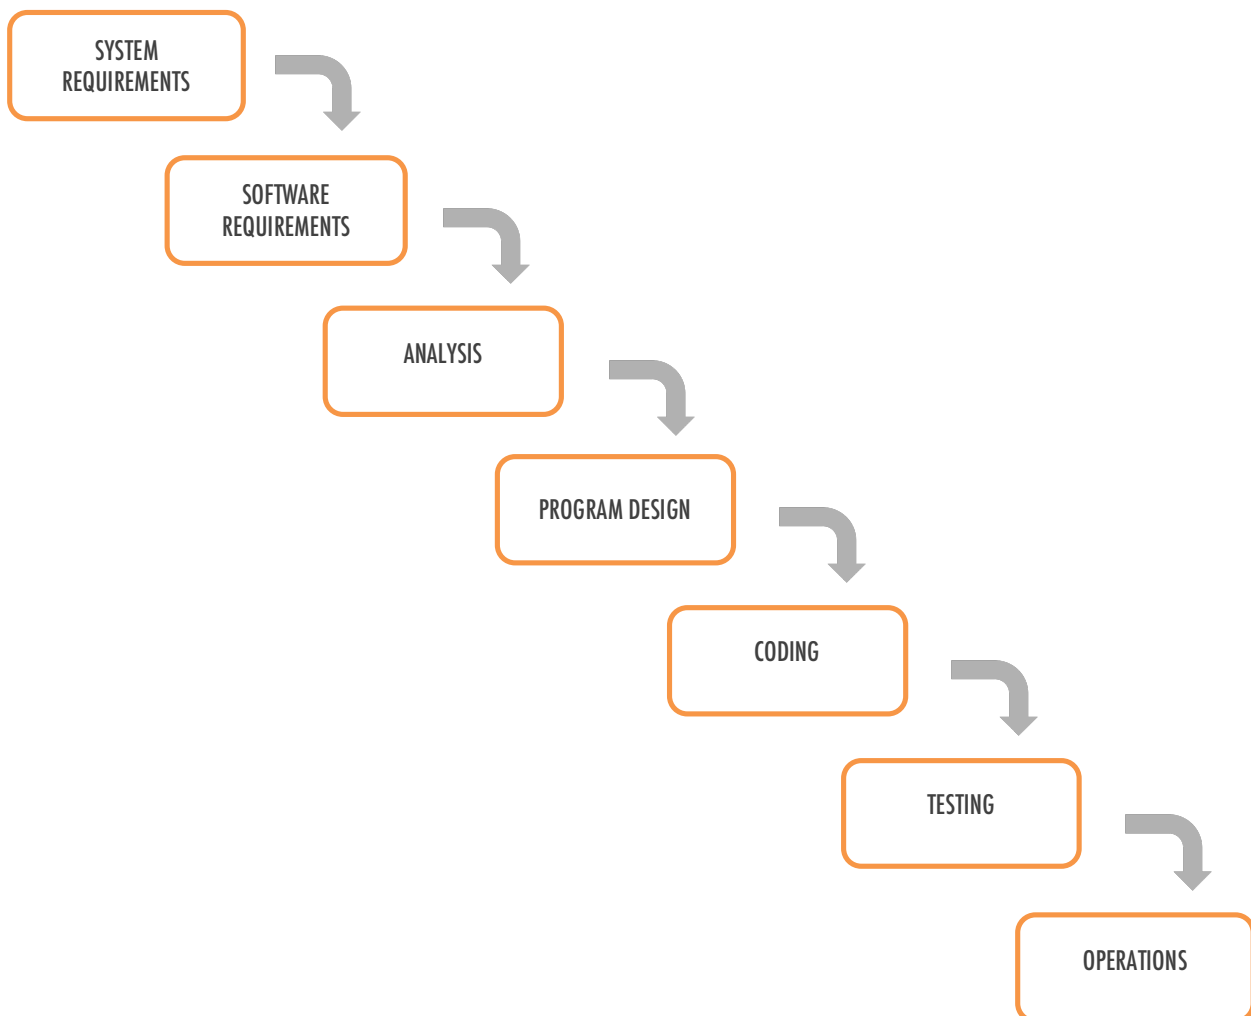 SYSTEM
REQUIREMENTS
SOFTWARE
REQUIREMENTS
ANALYSIS
PROGRAM DESIGN
CODING
TESTING
OPERATIONS